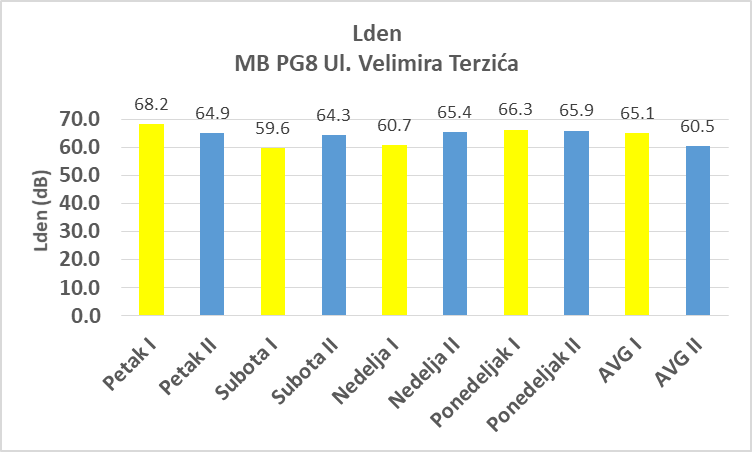 Lden
MB PG8 Ul. Velimira Terzića
68.2 64.9 59.6 64.3 60.7 65.4 66.3 65.9 65.1 60.5
70.0
60.0
50.0
40.0
30.0
20.0
10.0
0.0
Lden (dB)
Petak I
Petak II
Subota I
Subota II
Nedelja I
Nedelja II
Ponedeljak I
Ponedeljak II
AVG I
AVG II